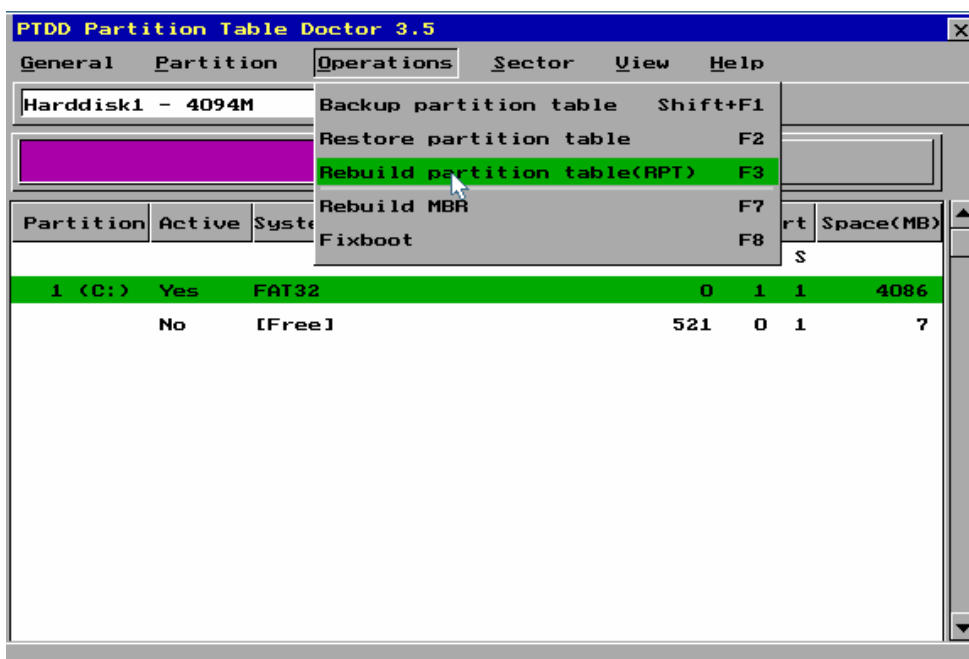 PTDD Partition Table Doctor 3.5
General Partition Operations Sector View Help
Harddisk1 - 4094M
Backup partition table Shift+F1
Restore partition table F2
Rebuild partition table(RPT) F3
Rebuild MBR F7
Fixboot F8
Partition Active Syste rt Space(MB)
S
1 (C:) Yes FAT32 0 1 1 4086
No [Free] 521 0 1 7